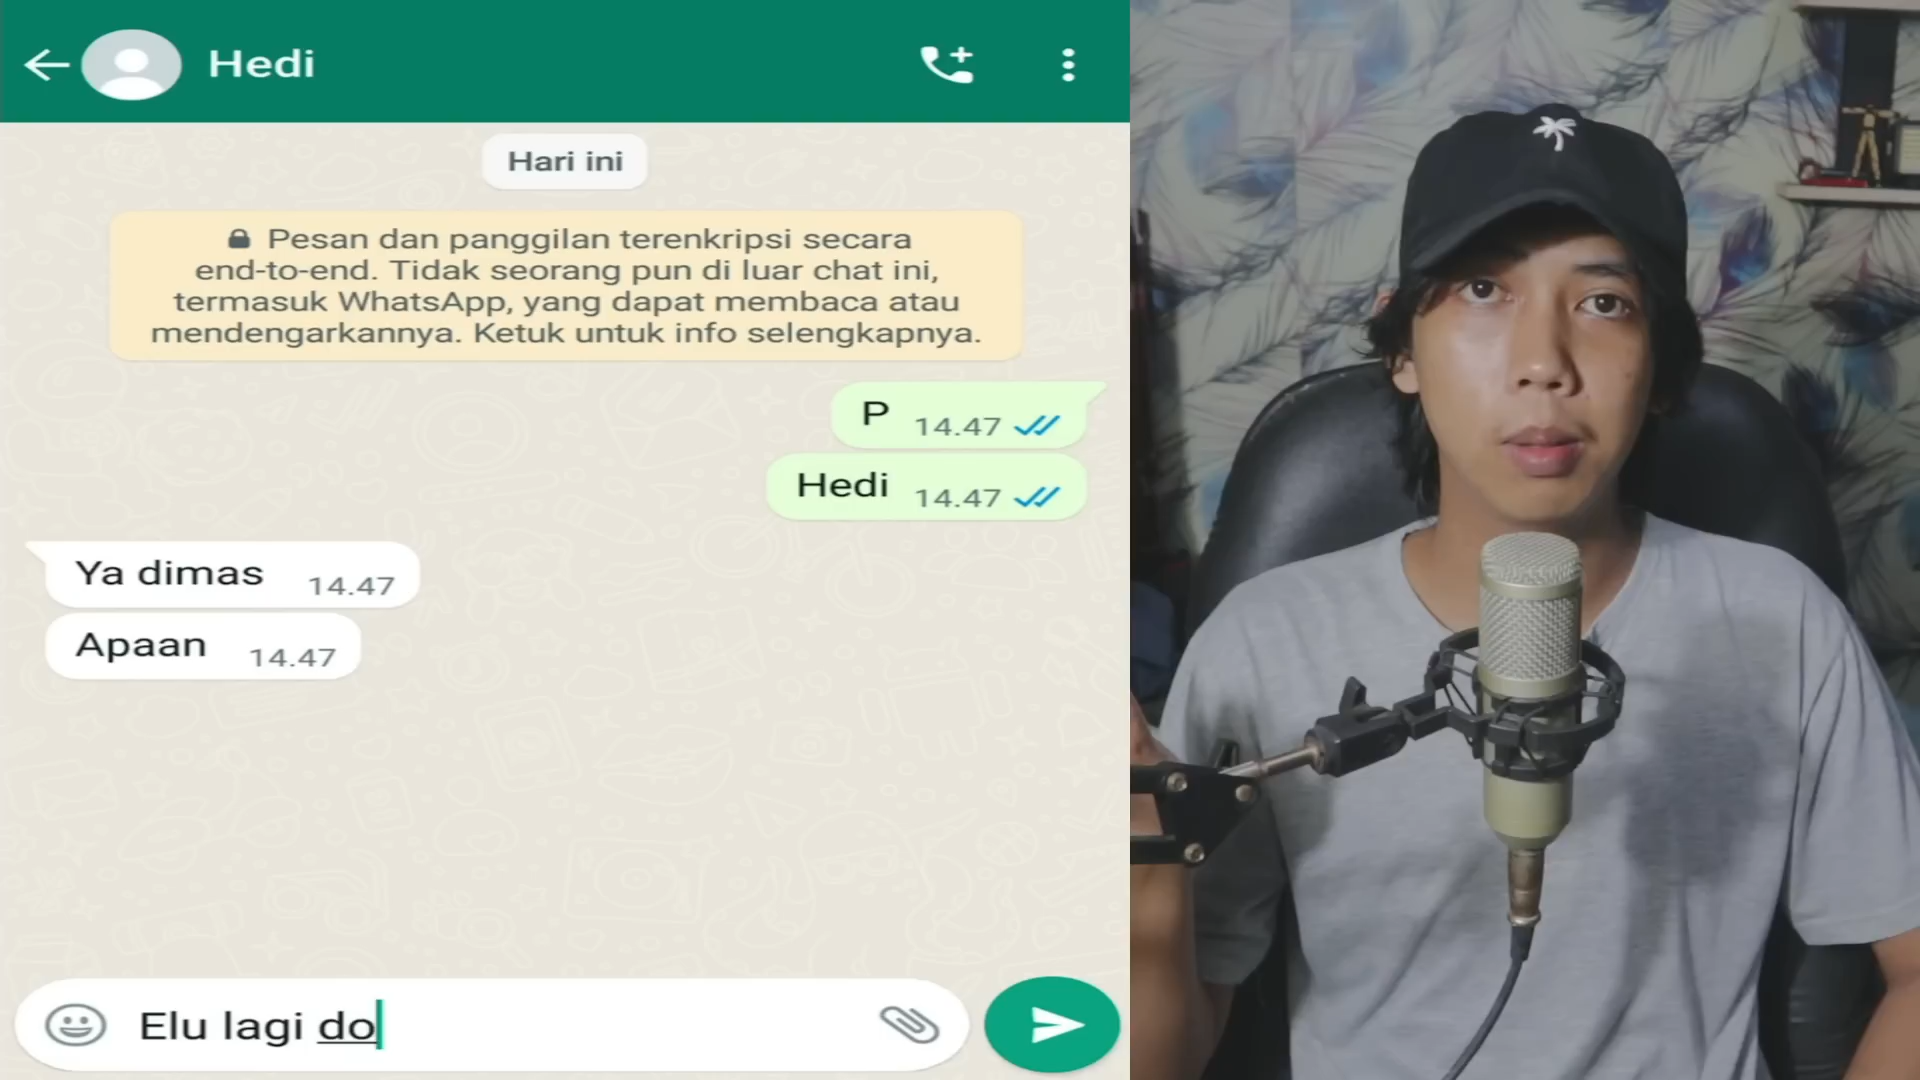 Hedi
Hari ini
Pesan dan panggilan terenkripsi secara
end-to-end. Tidak seorang pun di luar chat ini,
termasuk WhatsApp, yang dapat membaca atau
mendengarkannya. Ketuk untuk info selengkapnya.
P 14.47
Hedi 14.47
Ya dimas 14.47
Apaan 14.47
Elu lagi do